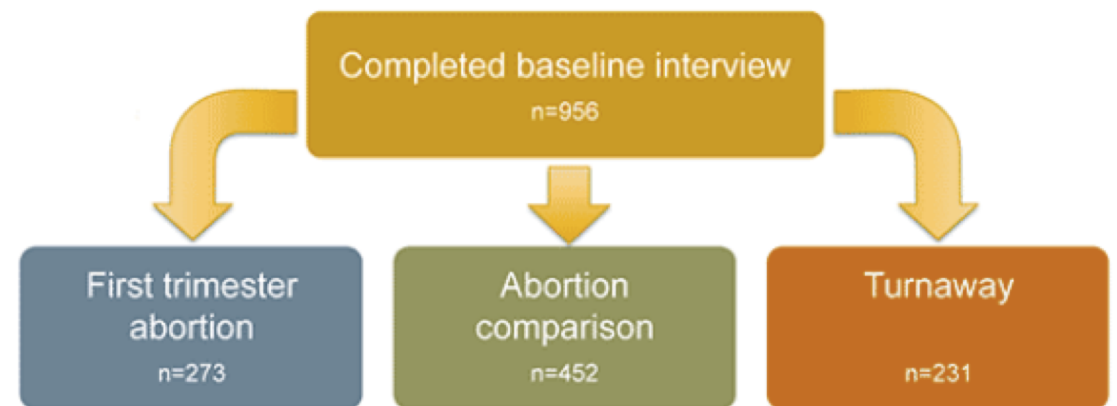 Completed baseline interview
n=956
First trimester
abortion
n=273
Abortion
comparison
n=452
Turnaway
n=231